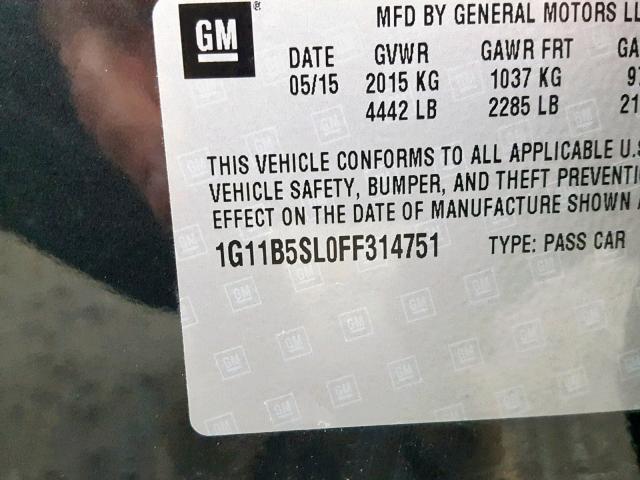 GM
MFD BY GENERAL MOTORS
DATE GVWR GAWR FRT
05/15 2015 KG 1037 KG
4442 LB 2285 LB
THIS VEHICLE CONFORMS TO ALL APPLICABLE
VEHICLE SAFETY, BUMPER, AND THEFT
EFFECT ON THE DATE OF MANUFACTURE SHOWN
1G11B5SL0FF314751 TYPE: PASS CAR